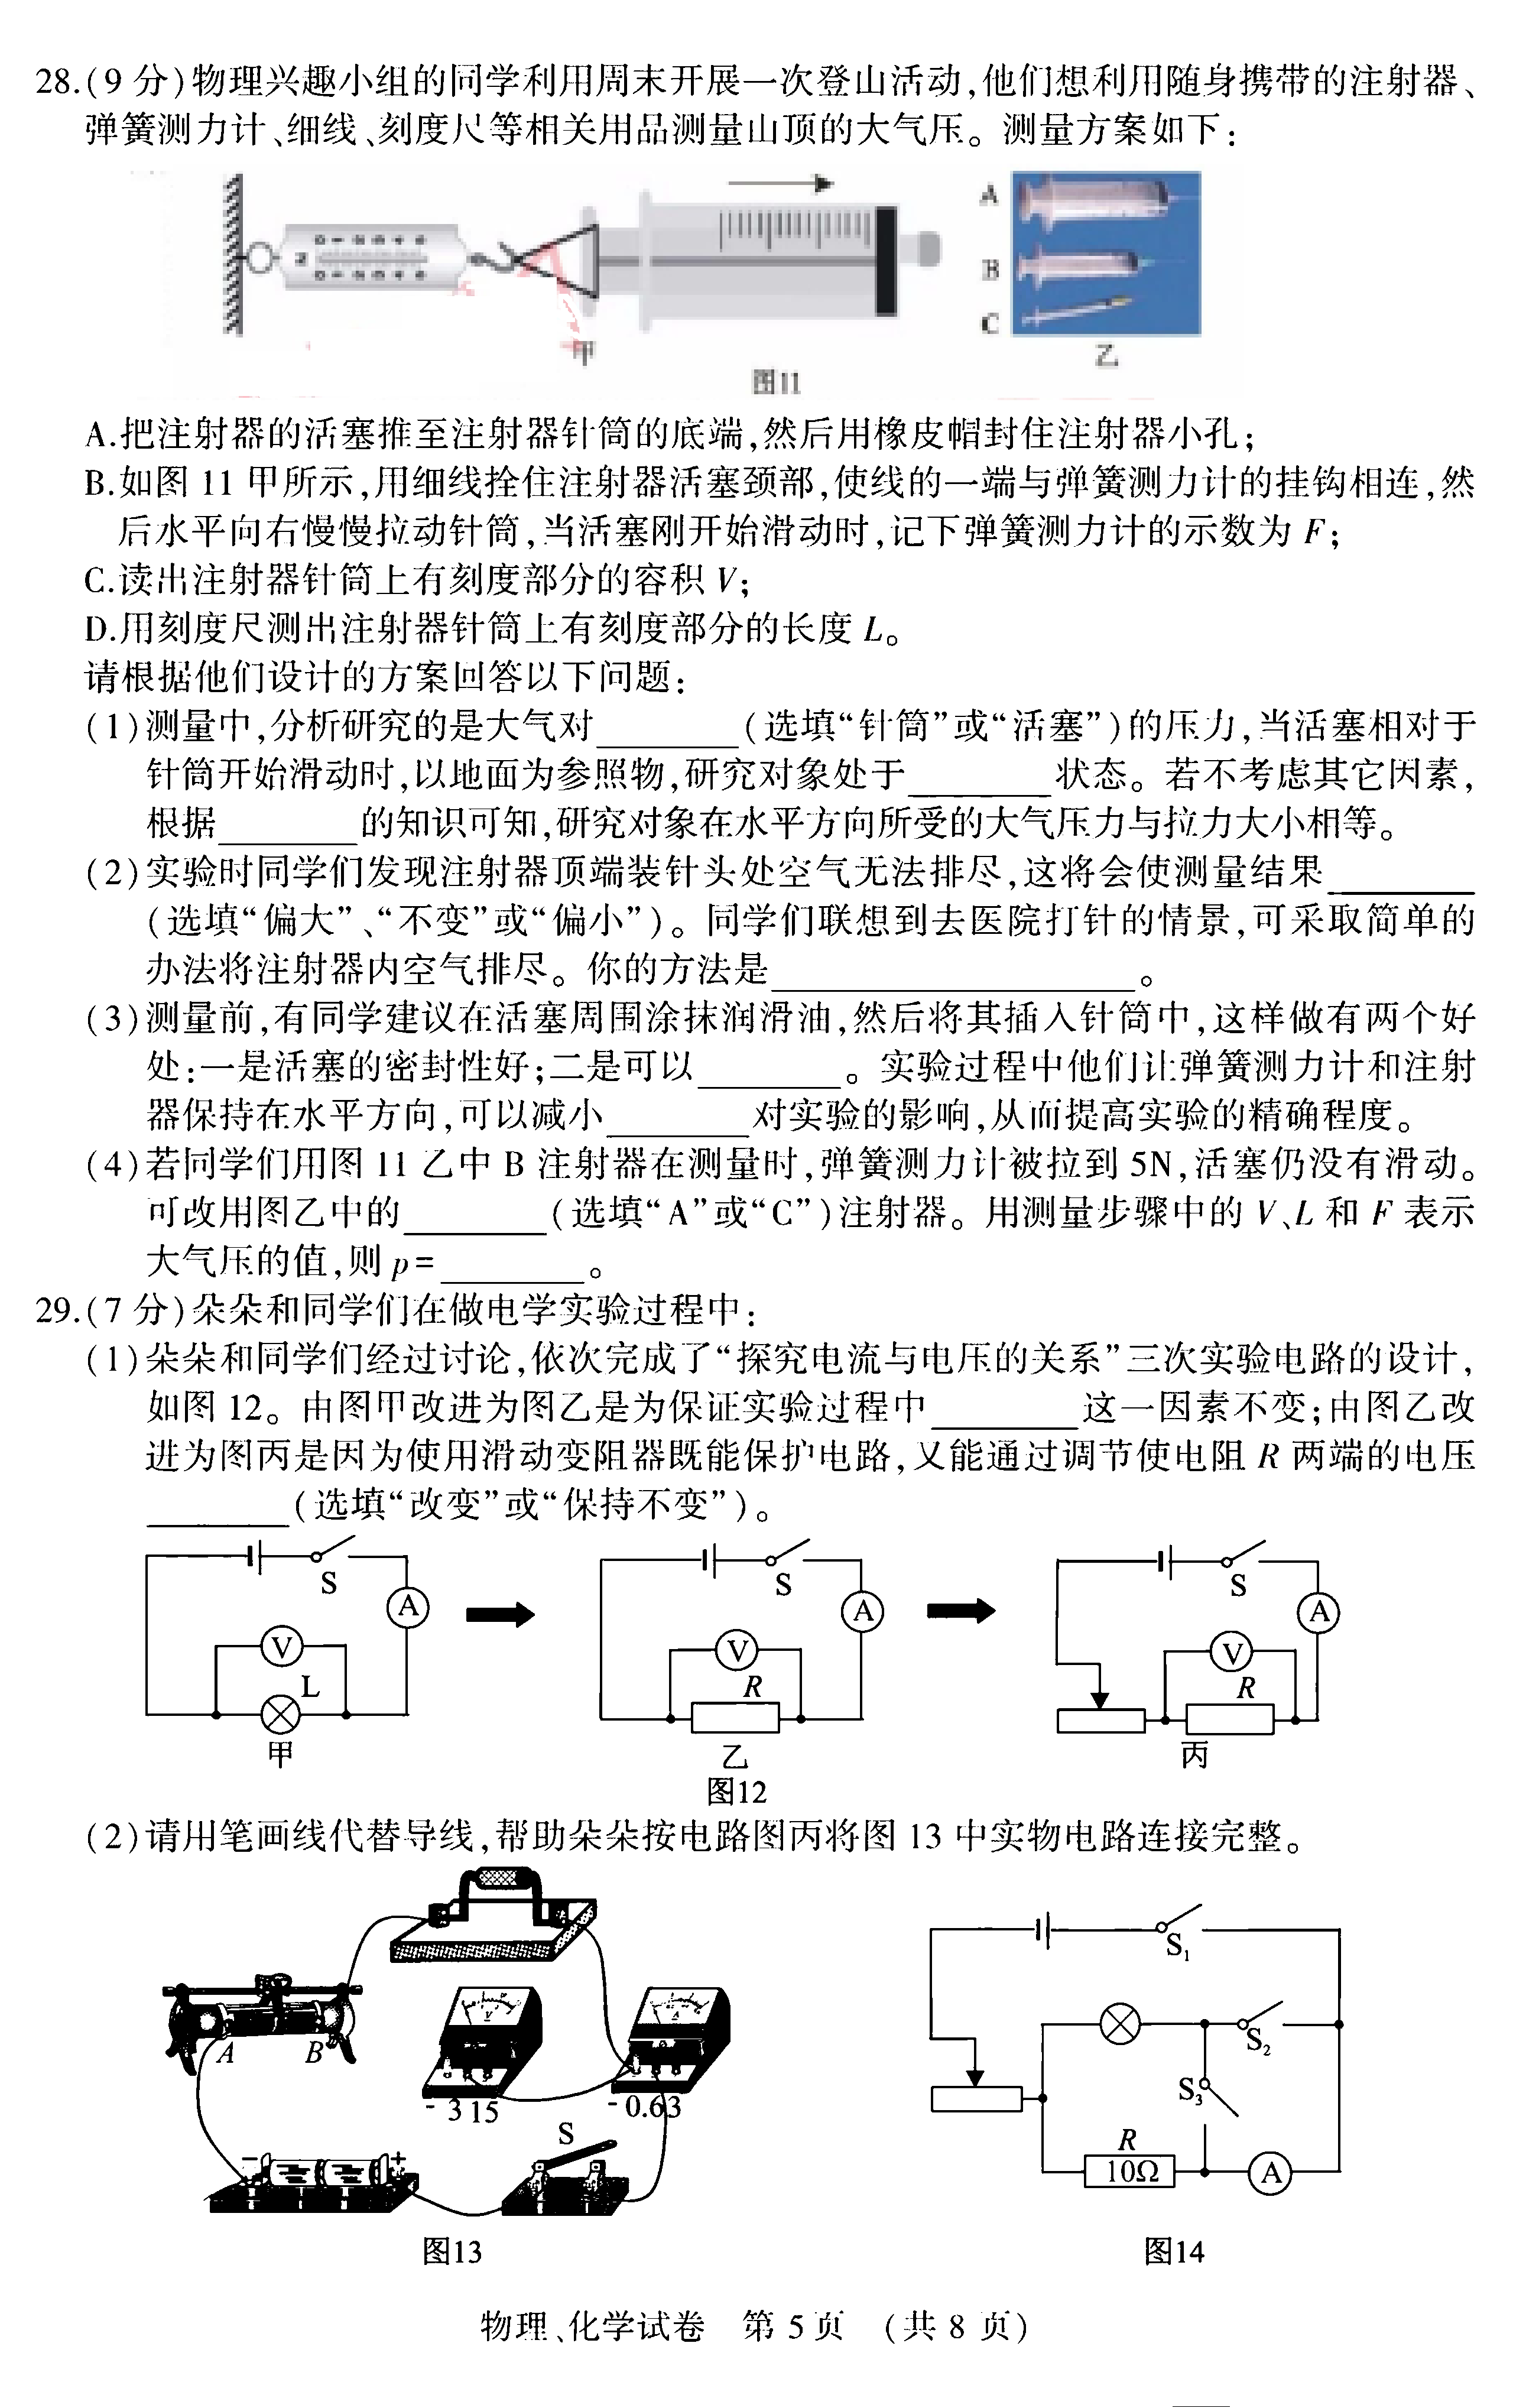 28.(9 分)物理兴趣小组的同学利用周末开展一次登山活动,他们想利用随身携带的注射器、
弹簧测力计、细线、刻度尺等相关用品测量山顶的大气压。测量方案如下:
A
B
C
甲
乙
图11
A.把注射器的活塞推至注射器针筒的底端,然后用橡皮帽封住注射器小孔;
B.如图 11 甲所示,用细线拴住注射器活塞颈部,使线的一端与弹簧测力计的挂钩相连,然
后水平向右慢慢拉动针筒,当活塞刚开始滑动时,记下弹簧测力计的示数为 F;
C.读出注射器针筒上有刻度部分的容积 V;
D.用刻度尺测出注射器针筒上有刻度部分的长度 L。
请根据他们设计的方案回答以下问题:
(1)测量中,分析研究的是大气对________(选填“针筒”或“活塞”)的压力,当活塞相对于
针筒开始滑动时,以地面为参照物,研究对象处于________状态。若不考虑其它因素,
根据________的知识可知,研究对象在水平方向所受的大气压力与拉力大小相等。
(2)实验时同学们发现注射器顶端装针头处空气无法排尽,这将会使测量结果________
(选填“偏大”、“不变”或“偏小”)。同学们联想到去医院打针的情景,可采取简单的
办法将注射器内空气排尽。你的方法是____________________。
(3)测量前,有同学建议在活塞周围涂抹润滑油,然后将其插入针筒中,这样做有两个好
处:一是活塞的密封性好;二是可以________。实验过程中他们让弹簧测力计和注射
器保持在水平方向,可以减小________对实验的影响,从而提高实验的精确程度。
(4)若同学们用图 11 乙中 B 注射器在测量时,弹簧测力计被拉到 5N,活塞仍没有滑动。
可改用图乙中的________(选填“A”或“C”)注射器。用测量步骤中的 V、L 和 F 表示
大气压的值,则 p=________。
29.(7 分)朵朵和同学们在做电学实验过程中:
(1)朵朵和同学们经过讨论,依次完成了“探究电流与电压的关系”三次实验电路的设计,
如图 12。由图甲改进为图乙是为保证实验过程中________这一因素不变;由图乙改
进为图丙是因为使用滑动变阻器既能保护电路,又能通过调节使电阻 R 两端的电压
________(选填“改变”或“保持不变”)。
S
A
V
L
甲
S
A
V
R
乙
S
A
V
R
丙
图12
(2)请用笔画线代替导线,帮助朵朵按电路图丙将图 13 中实物电路连接完整。
A
B
V
A
- 3 15
- 0.6 3
S
-
+
图13
S1
S2
S3
R
10Ω
A
图14
物理、化学试卷 第 5 页 (共 8 页)